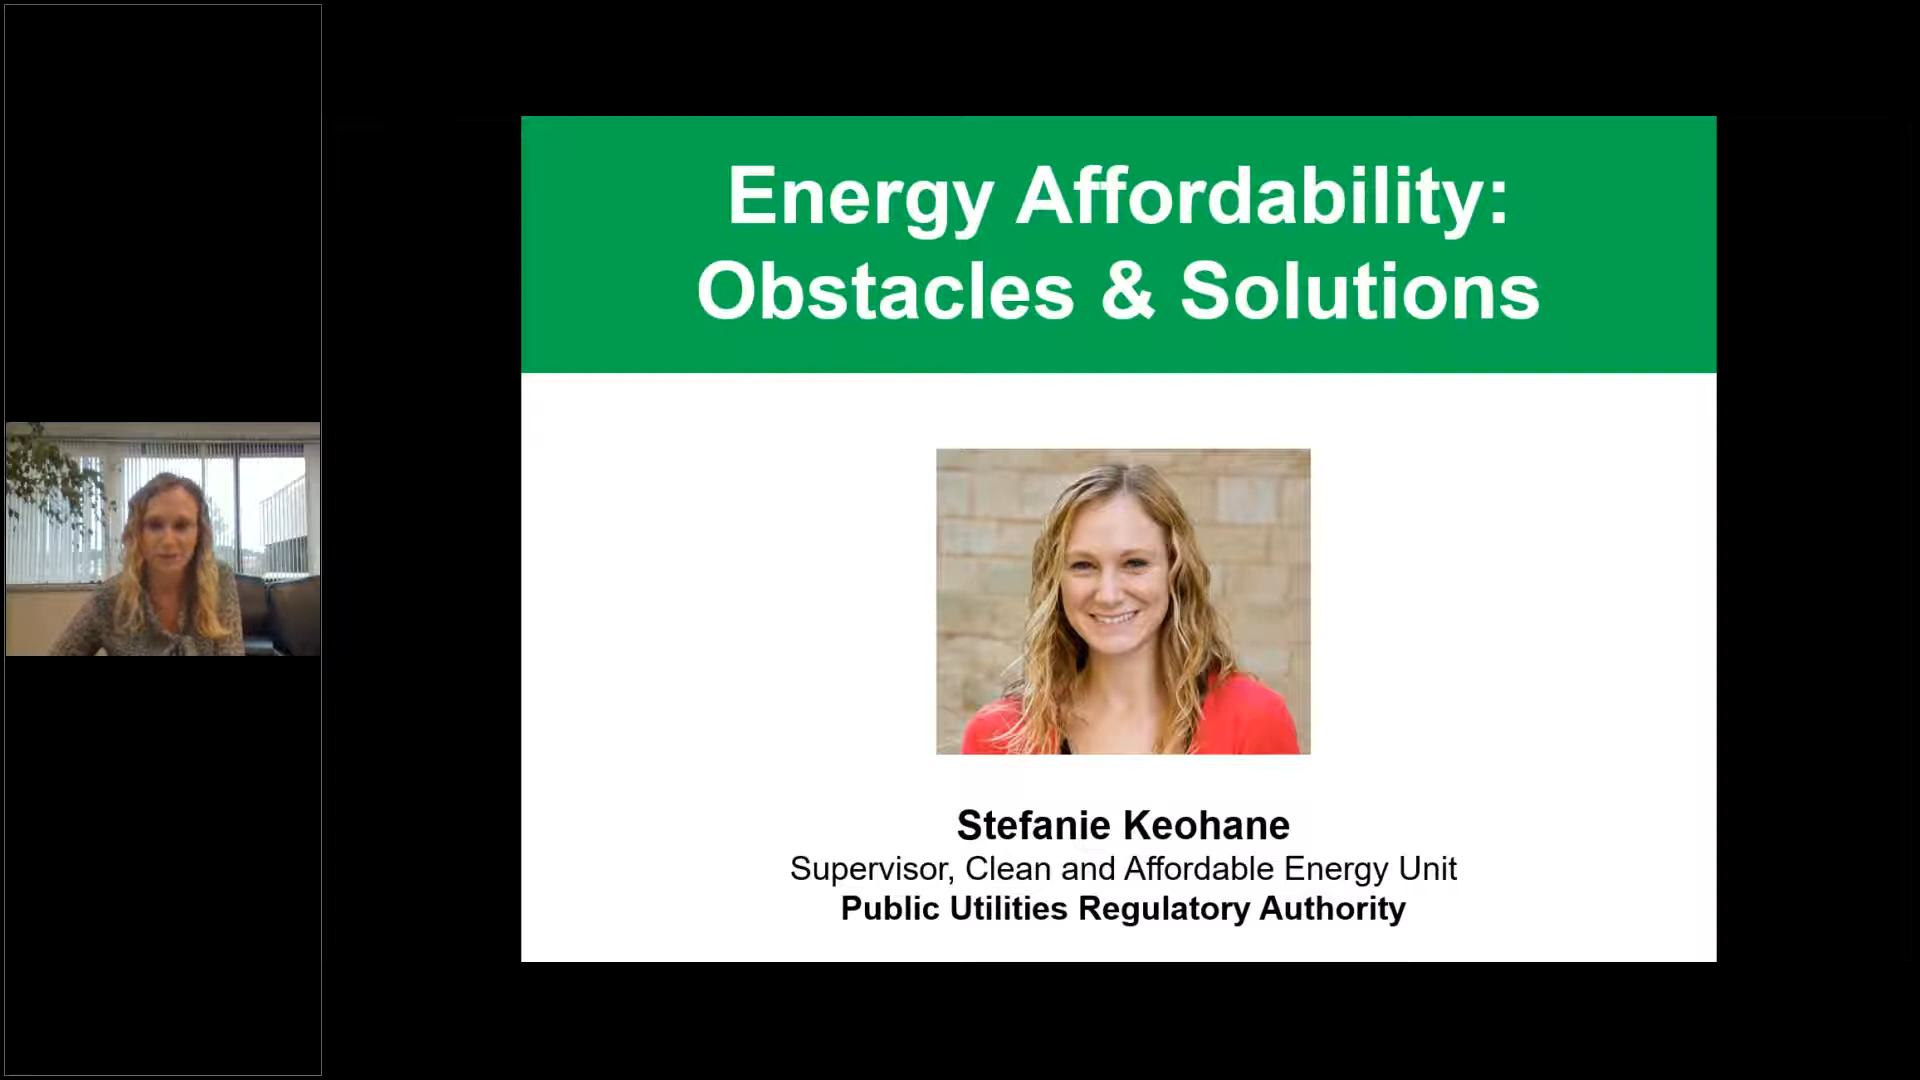 Energy Affordability:
Obstacles & Solutions
Stefanie Keohane
Supervisor, Clean and Affordable Energy Unit
Public Utilities Regulatory Authority